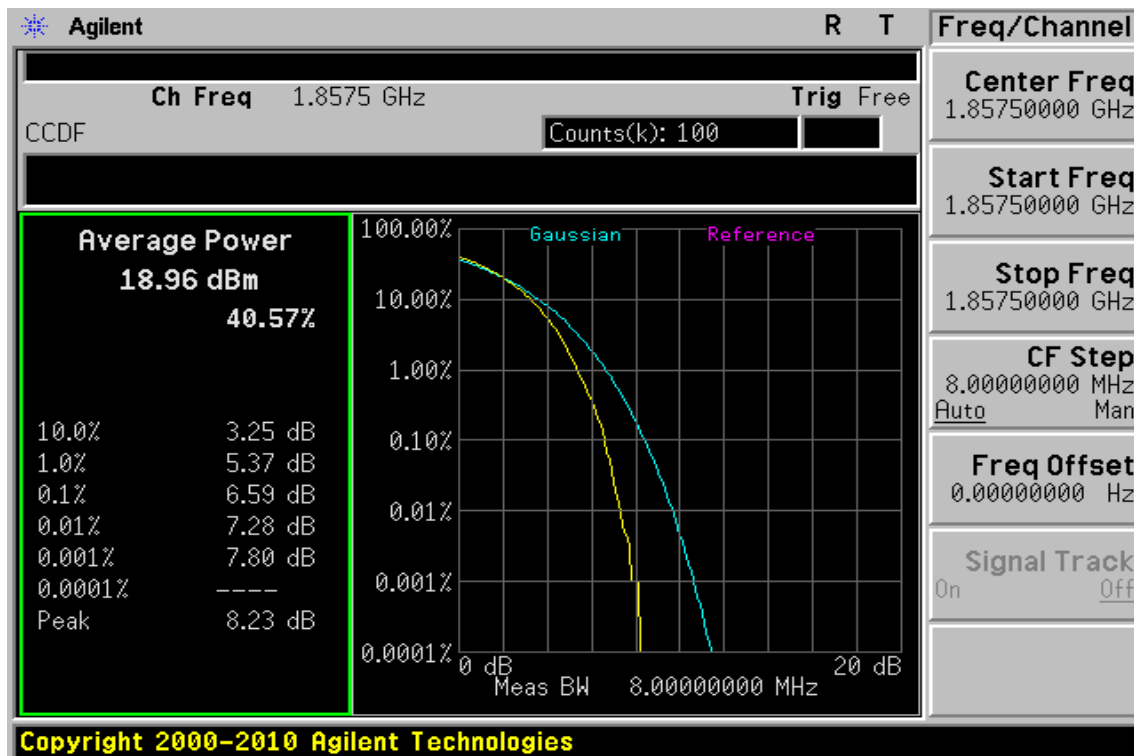 Agilent R T
Ch Freq 1.8575 GHz Trig Free
CCDF Counts(k): 100
Average Power
18.96 dBm
40.57%
10.0% 3.25 dB
1.0% 5.37 dB
0.1% 6.59 dB
0.01% 7.28 dB
0.001% 7.80 dB
0.0001% ----
Peak 8.23 dB
Gaussian Reference
100.00%
10.00%
1.00%
0.10%
0.01%
0.001%
0.0001%
0 dB 20 dB
Meas BW 8.00000000 MHz
Freq/Channel
Center Freq
1.85750000 GHz
Start Freq
1.85750000 GHz
Stop Freq
1.85750000 GHz
CF Step
8.00000000 MHz
Auto Man
Freq Offset
0.00000000 Hz
Signal Track
On Off
Copyright 2000-2010 Agilent Technologies